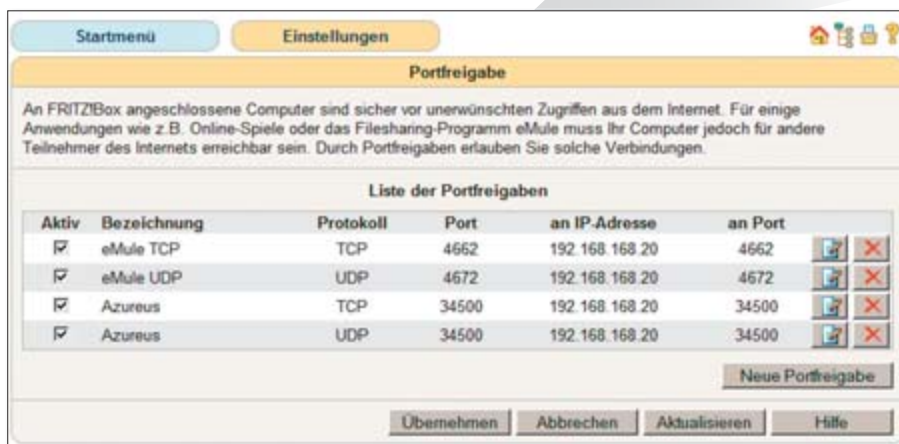 Startmenü Einstellungen
Portfreigabe
An FRITZ!Box angeschlossene Computer sind sicher vor unerwünschten Zugriffen aus dem Internet. Für einige
Anwendungen wie z.B. Online-Spiele oder das Filesharing-Programm eMule muss Ihr Computer jedoch für andere
Teilnehmer des Internets erreichbar sein. Durch Portfreigaben erlauben Sie solche Verbindungen.
Liste der Portfreigaben
Aktiv Bezeichnung Protokoll Port an IP-Adresse an Port
eMule TCP TCP 4662 192.168.168.20 4662
eMule UDP UDP 4672 192.168.168.20 4672
Azureus TCP 34500 192.168.168.20 34500
Azureus UDP 34500 192.168.168.20 34500
Neue Portfreigabe
Übernehmen Abbrechen Aktualisieren Hilfe